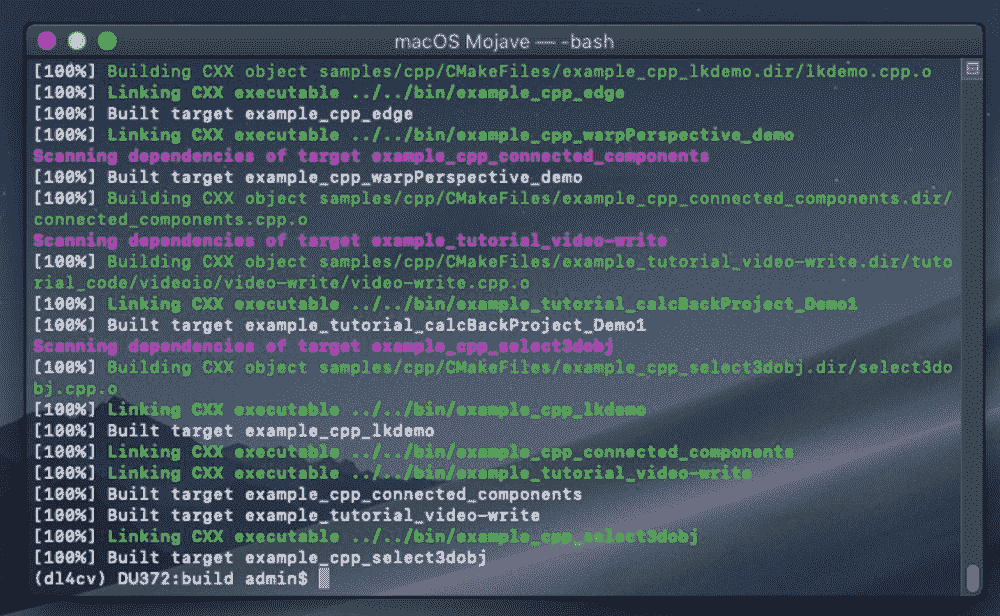 macOS Mojave — -bash
[100%] Building CXX object samples/cpp/CMakeFiles/example_cpp_lkdemo.dir/lkdemo.cpp.o
[100%] Linking CXX executable ../../bin/example_cpp_edge
[100%] Built target example_cpp_edge
[100%] Linking CXX executable ../../bin/example_cpp_warpPerspective_demo
Scanning dependencies of target example_cpp_connected_components
[100%] Built target example_cpp_warpPerspective_demo
[100%] Building CXX object samples/cpp/CMakeFiles/example_cpp_connected_components.dir/
connected_components.cpp.o
Scanning dependencies of target example_tutorial_video-write
[100%] Building CXX object samples/cpp/CMakeFiles/example_tutorial_video-write.dir/tuto
rial_code/videoio/video-write/video-write.cpp.o
[100%] Linking CXX executable ../../bin/example_tutorial_calcBackProject_Demo1
[100%] Built target example_tutorial_calcBackProject_Demo1
Scanning dependencies of target example_cpp_select3dobj
[100%] Building CXX object samples/cpp/CMakeFiles/example_cpp_select3dobj.dir/select3do
bj.cpp.o
[100%] Linking CXX executable ../../bin/example_cpp_lkdemo
[100%] Built target example_cpp_lkdemo
[100%] Linking CXX executable ../../bin/example_cpp_connected_components
[100%] Linking CXX executable ../../bin/example_tutorial_video-write
[100%] Built target example_cpp_connected_components
[100%] Built target example_tutorial_video-write
[100%] Linking CXX executable ../../bin/example_cpp_select3dobj
[100%] Built target example_cpp_select3dobj
(dl4cv) DU372:build admin$